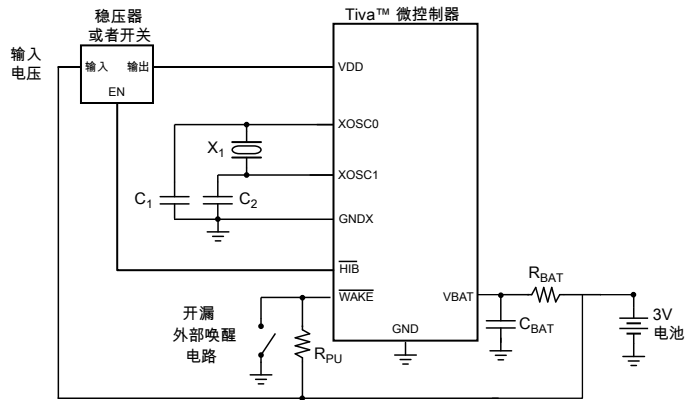 稳压器
或者开关
Tiva™ 微控制器
输入
电压
输入 输出
EN
VDD
XOSC0
X1
XOSC1
C1
C2
GNDX
HIB
WAKE
VBAT
RBAT
开漏
外部唤醒
电路
RPU
GND
CBAT
3V
电池